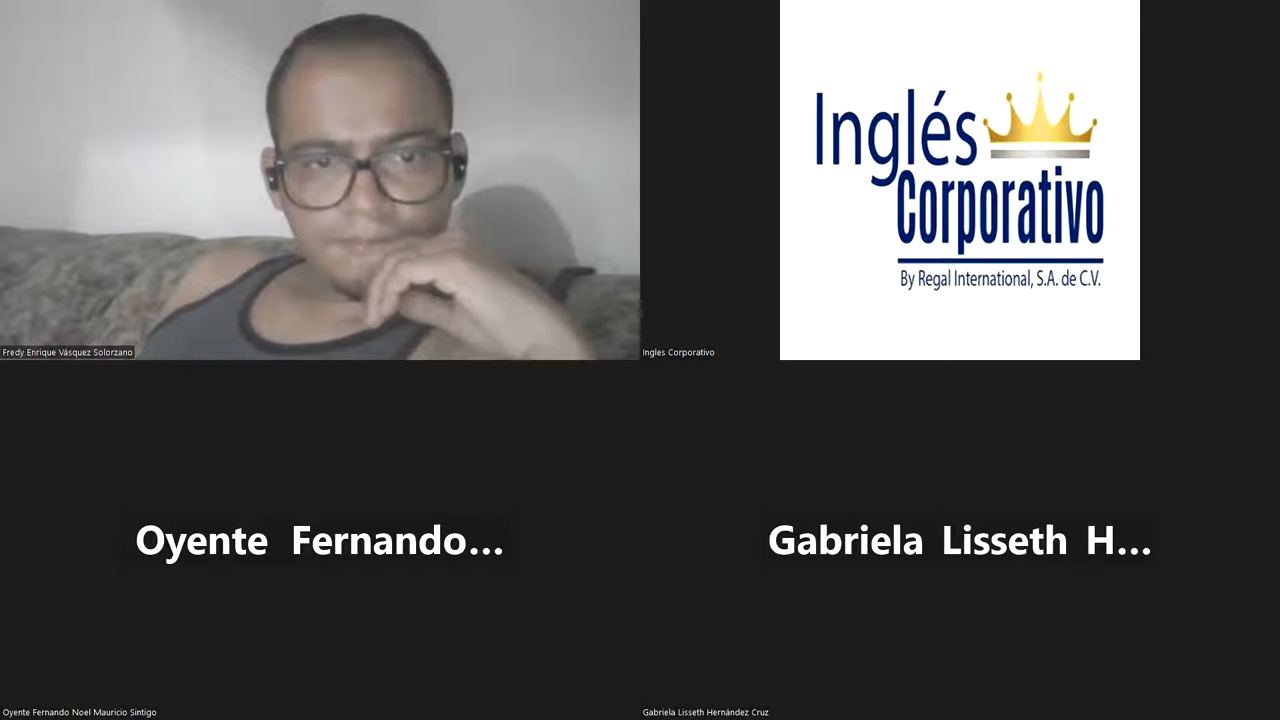 Inglés
Corporativo
By Regal International, S.A. de C.V.
Fredy Enrique Vásquez Solorzano
Ingles Corporativo
Oyente Fernando...
Gabriela Lisseth H...
Oyente Fernando Noel Mauricio Sintigo
Gabriela Lisseth Hernández Cruz